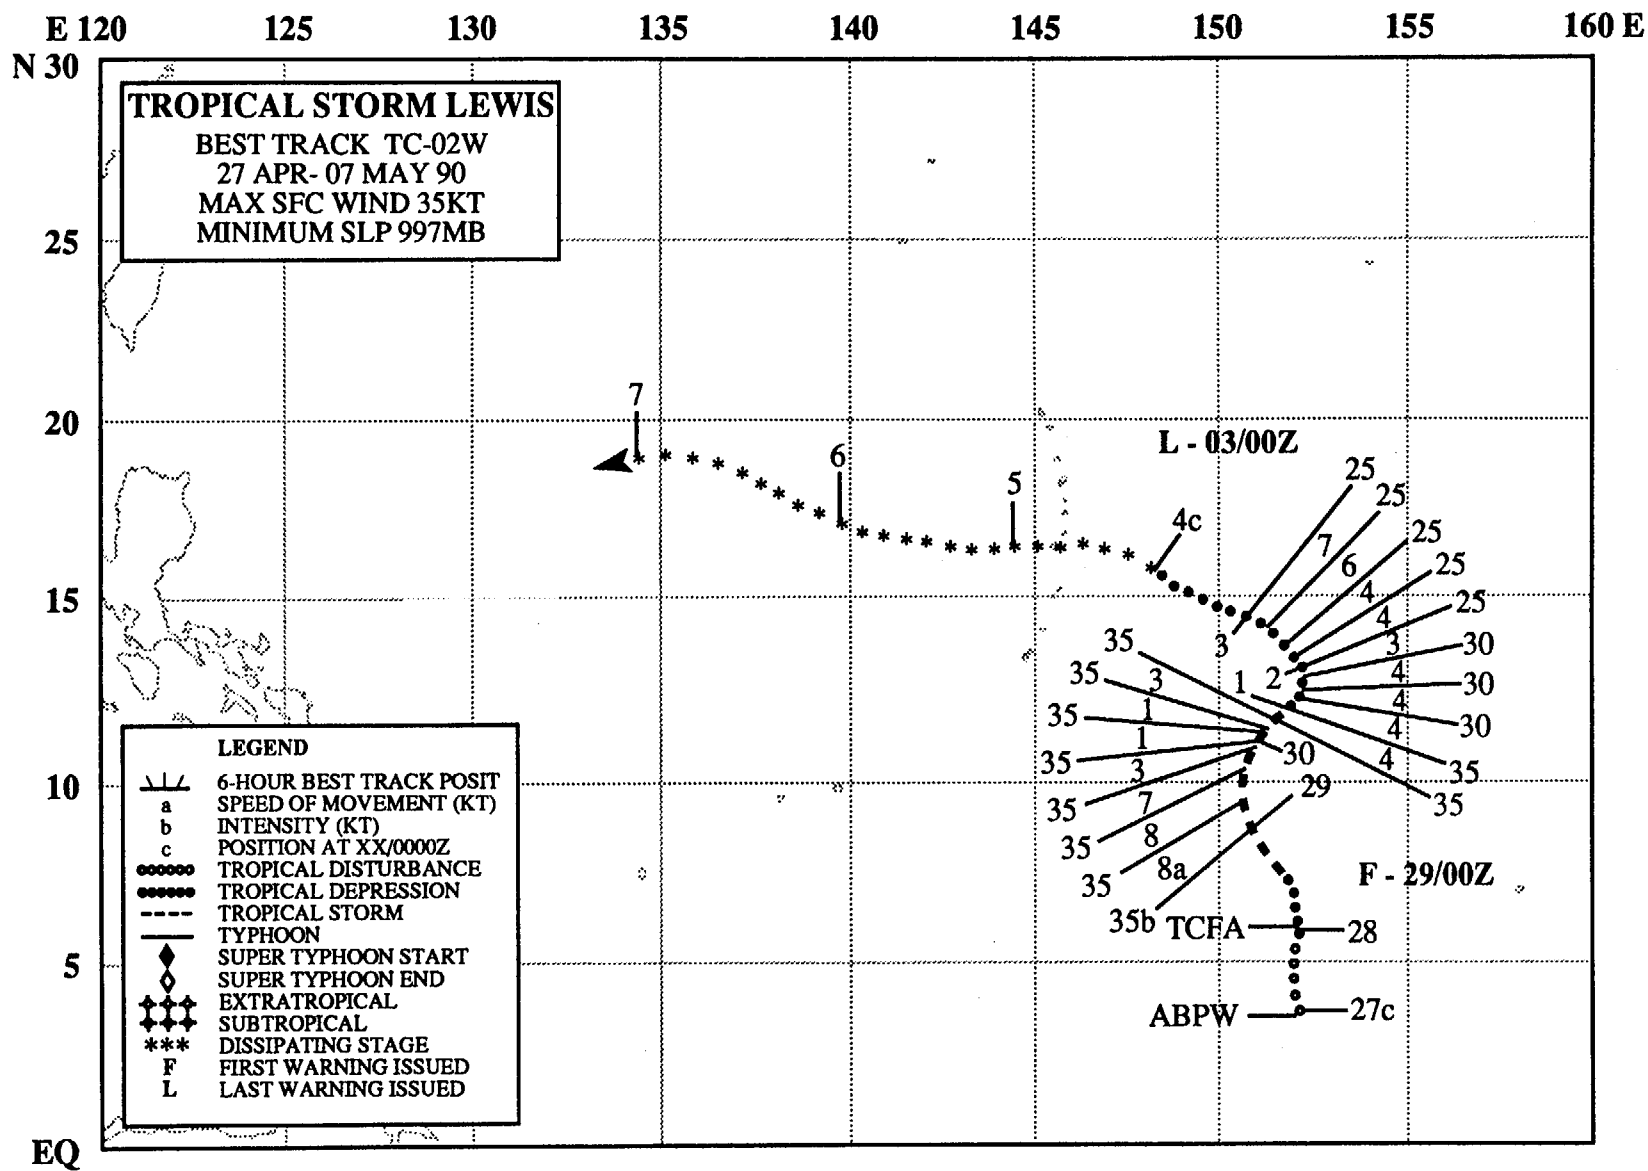 E 120 125 130 135 140 145 150 155 160 E
N 30
TROPICAL STORM LEWIS
BEST TRACK TC-02W
27 APR- 07 MAY 90
MAX SFC WIND 35KT
MINIMUM SLP 997MB
25
20
15
10
5
EQ
7
6
5
4c
L - 03/00Z
25
25
7
25
6
25
4
25
4
3
3
30
2
4
30
1
4
30
4
35
4
35
35
3
35
1
35
1
35
30
3
29
35
7
35
8
35
8a
35b
F - 29/00Z
TCFA
28
ABPW
27c
LEGEND
6-HOUR BEST TRACK POSIT
a SPEED OF MOVEMENT (KT)
b INTENSITY (KT)
c POSITION AT XX/0000Z
TROPICAL DISTURBANCE
TROPICAL DEPRESSION
TROPICAL STORM
TYPHOON
SUPER TYPHOON START
SUPER TYPHOON END
EXTRATROPICAL
SUBTROPICAL
*** DISSIPATING STAGE
F FIRST WARNING ISSUED
L LAST WARNING ISSUED